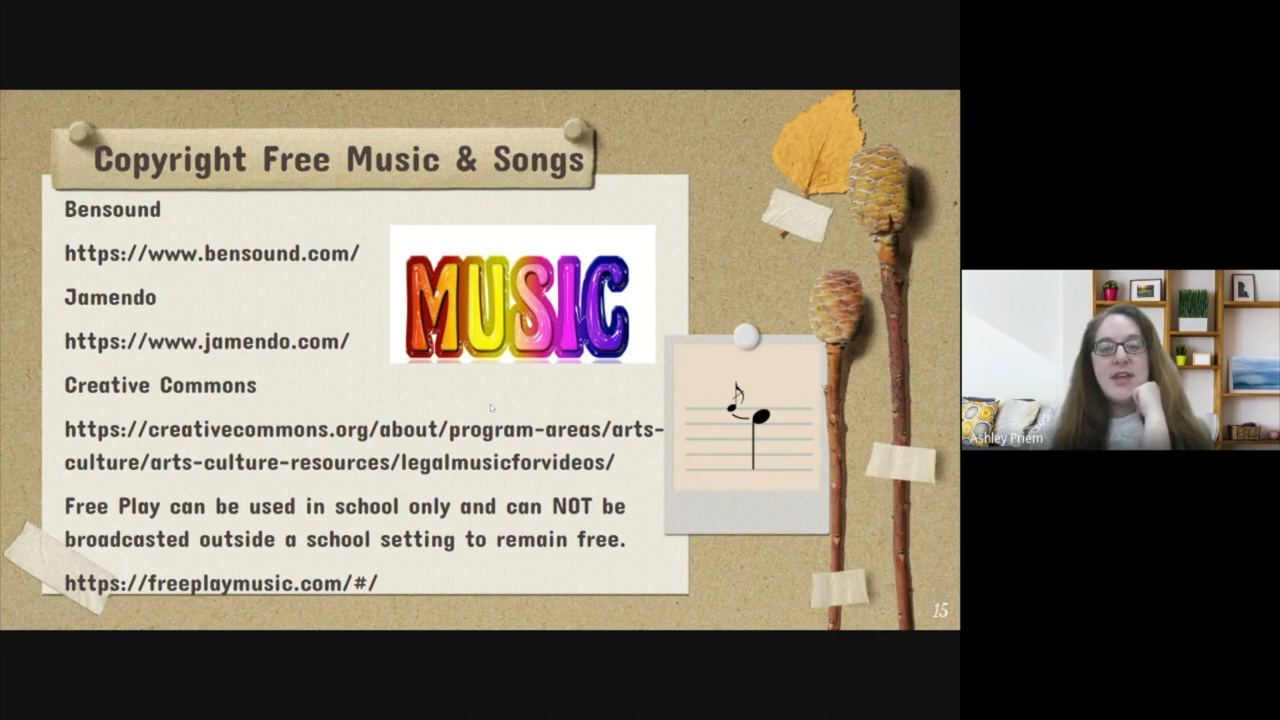 Copyright Free Music & Songs
Bensound
https://www.bensound.com/
Jamendo
https://www.jamendo.com/
Creative Commons
https://creativecommons.org/about/program-areas/arts-
culture/arts-culture-resources/legalmusicforvideos/
Free Play can be used in school only and can NOT be
broadcasted outside a school setting to remain free.
https://freeplaymusic.com/#/
MUSIC
15
Ashley Priem